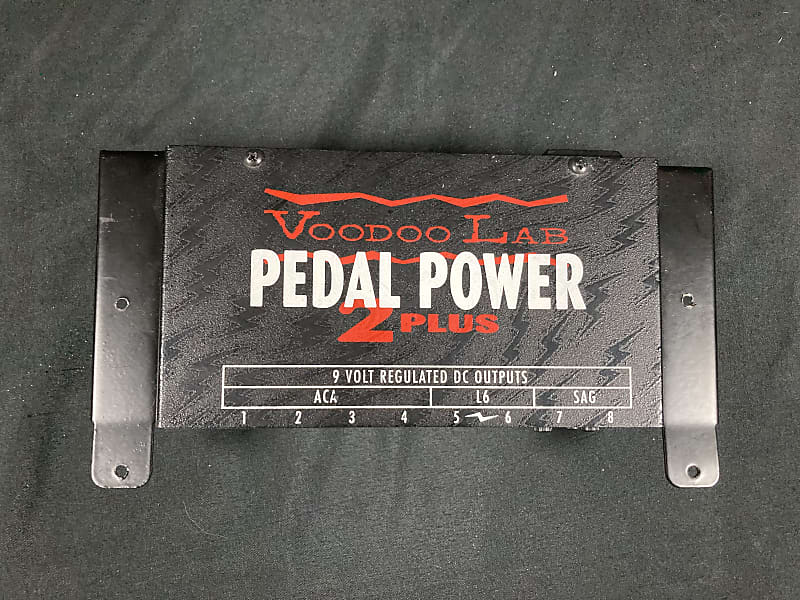 VOODOO LAB
PEDAL POWER
2 PLUS
9 VOLT REGULATED DC OUTPUTS
ACA L6 SAG
1 2 3 4 5 6 7 8